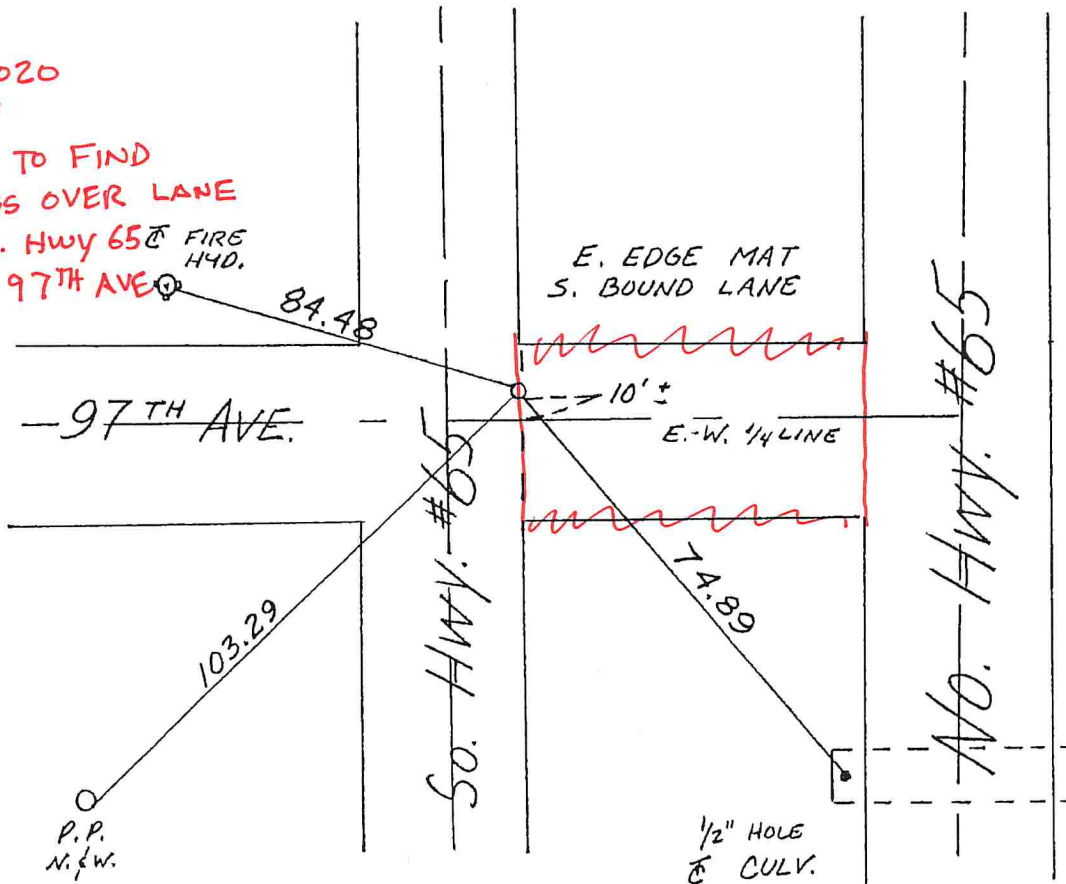 020
TO FIND
SS OVER LANE
. HWY 65
97TH AVE
℄ FIRE
HYD.
84.48
E. EDGE MAT
S. BOUND LANE
10' ±
E.-W. 1/4 LINE
97TH AVE.
SO. HWY. #65
NO. HWY. #65
103.29
74.89
P.P.
N. & W.
1/2" HOLE
℄ CULV.